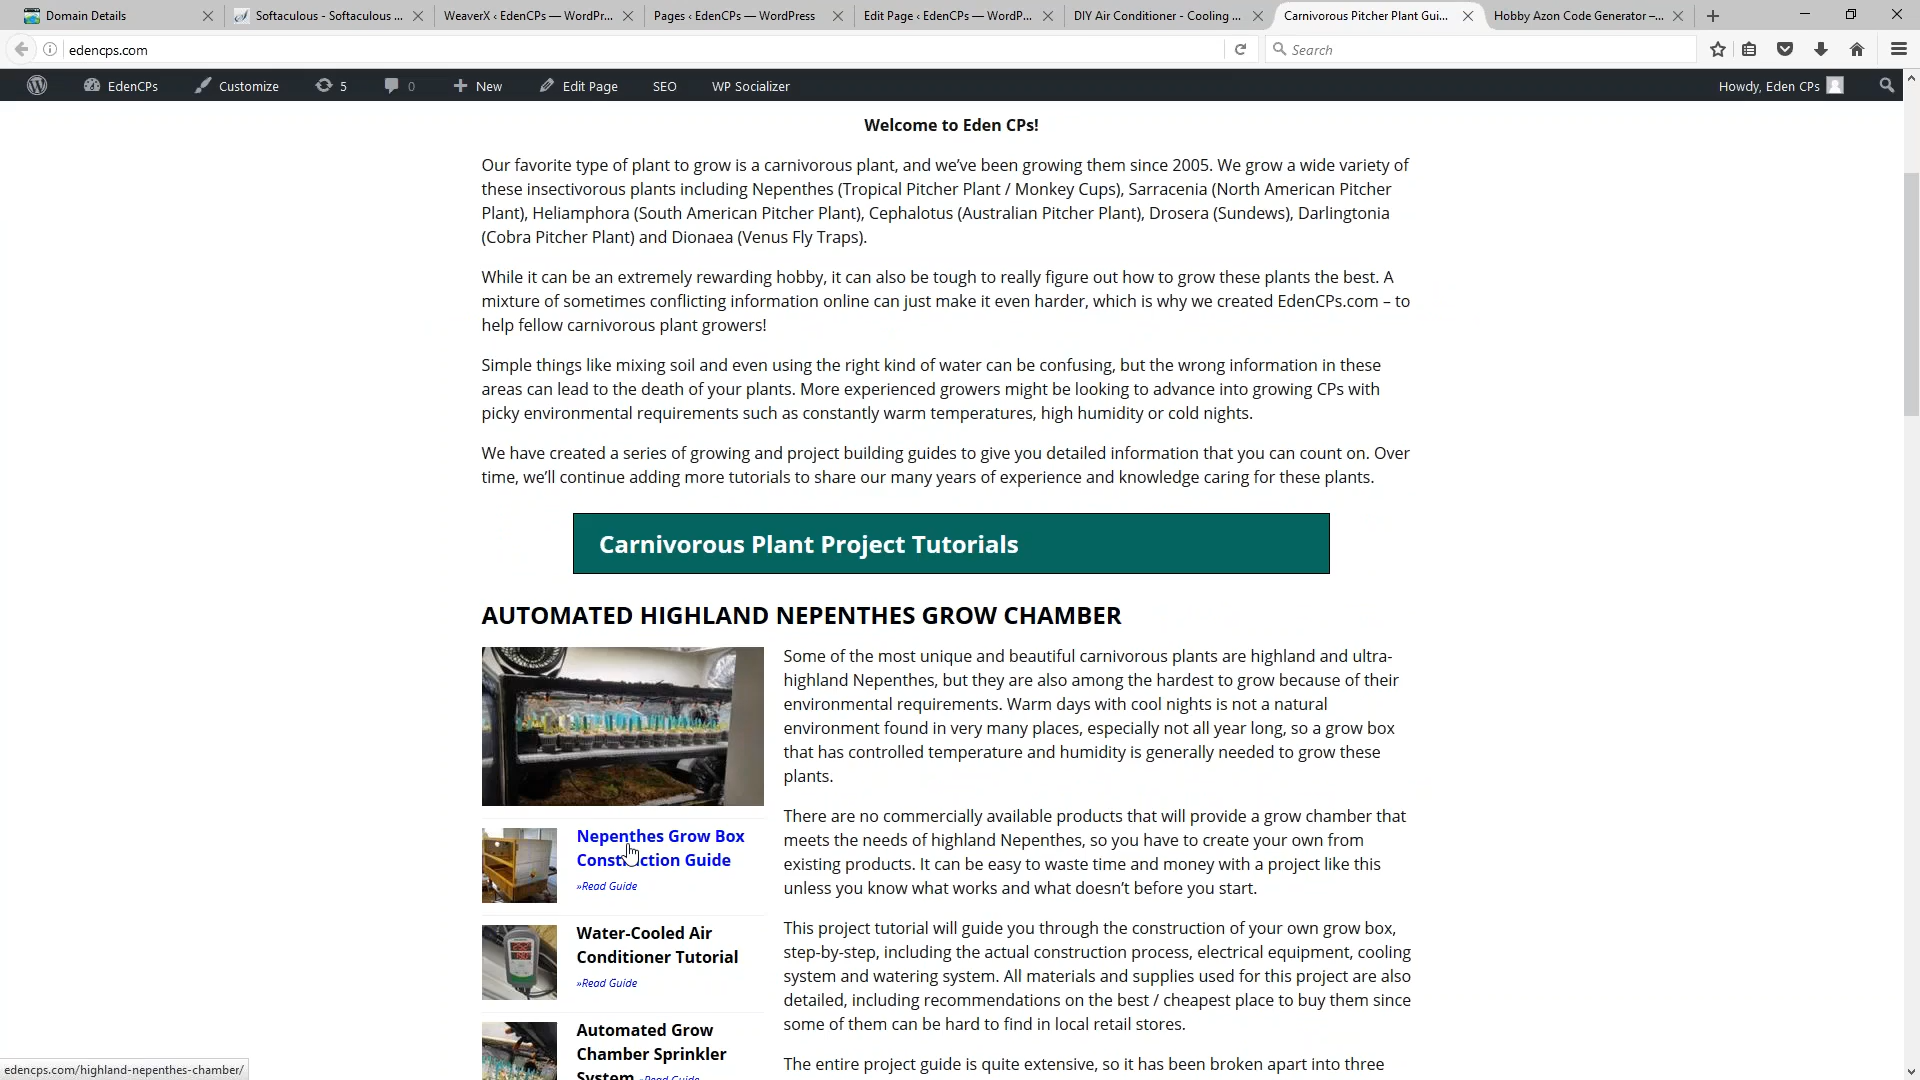 Domain Details
Softaculous - Softaculous ...
WeaverX ‹ EdenCPs — WordPr...
Pages ‹ EdenCPs — WordPress
Edit Page ‹ EdenCPs — WordP...
DIY Air Conditioner - Cooling ...
Carnivorous Pitcher Plant Gui...
Hobby Azon Code Generator –...
edencps.com
Search
EdenCPs
Customize
5
0
New
Edit Page
SEO
WP Socializer
Howdy, Eden CPs
Welcome to Eden CPs!
Our favorite type of plant to grow is a carnivorous plant, and we’ve been growing them since 2005. We grow a wide variety of
these insectivorous plants including Nepenthes (Tropical Pitcher Plant / Monkey Cups), Sarracenia (North American Pitcher
Plant), Heliamphora (South American Pitcher Plant), Cephalotus (Australian Pitcher Plant), Drosera (Sundews), Darlingtonia
(Cobra Pitcher Plant) and Dionaea (Venus Fly Traps).
While it can be an extremely rewarding hobby, it can also be tough to really figure out how to grow these plants the best. A
mixture of sometimes conflicting information online can just make it even harder, which is why we created EdenCPs.com – to
help fellow carnivorous plant growers!
Simple things like mixing soil and even using the right kind of water can be confusing, but the wrong information in these
areas can lead to the death of your plants. More experienced growers might be looking to advance into growing CPs with
picky environmental requirements such as constantly warm temperatures, high humidity or cold nights.
We have created a series of growing and project building guides to give you detailed information that you can count on. Over
time, we’ll continue adding more tutorials to share our many years of experience and knowledge caring for these plants.
Carnivorous Plant Project Tutorials
AUTOMATED HIGHLAND NEPENTHES GROW CHAMBER
Nepenthes Grow Box
Construction Guide
»Read Guide
Water-Cooled Air
Conditioner Tutorial
»Read Guide
Automated Grow
Chamber Sprinkler
System »Read Guide
Some of the most unique and beautiful carnivorous plants are highland and ultra-
highland Nepenthes, but they are also among the hardest to grow because of their
environmental requirements. Warm days with cool nights is not a natural
environment found in very many places, especially not all year long, so a grow box
that has controlled temperature and humidity is generally needed to grow these
plants.
There are no commercially available products that will provide a grow chamber that
meets the needs of highland Nepenthes, so you have to create your own from
existing products. It can be easy to waste time and money with a project like this
unless you know what works and what doesn’t before you start.
This project tutorial will guide you through the construction of your own grow box,
step-by-step, including the actual construction process, electrical equipment, cooling
system and watering system. All materials and supplies used for this project are also
detailed, including recommendations on the best / cheapest place to buy them since
some of them can be hard to find in local retail stores.
The entire project guide is quite extensive, so it has been broken apart into three
edencps.com/highland-nepenthes-chamber/